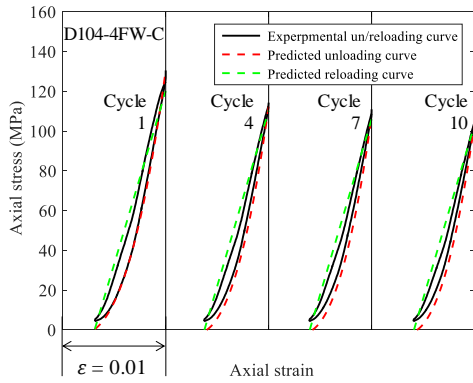 160
D104-4FW-C
Experpmental un/reloading curve
Predicted unloading curve
Predicted reloading curve
140
120
100
80
60
40
20
0
Axial stress (MPa)
Cycle
1
Cycle
4
Cycle
7
Cycle
10
ε = 0.01
Axial strain